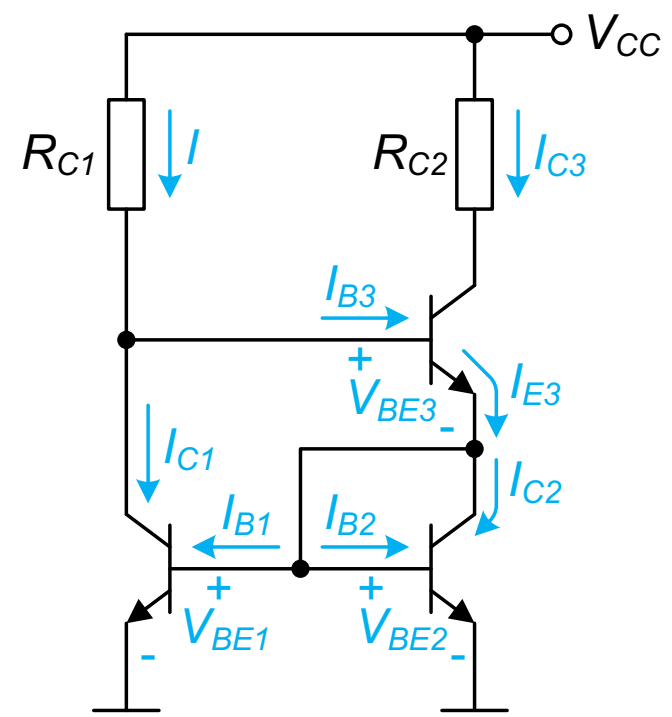 V_CC
R_C1 I R_C2 I_C3
I_B3
+
V_BE3 I_E3
-
I_C1 I_C2
I_B1 I_B2
+ +
V_BE1 V_BE2
- -